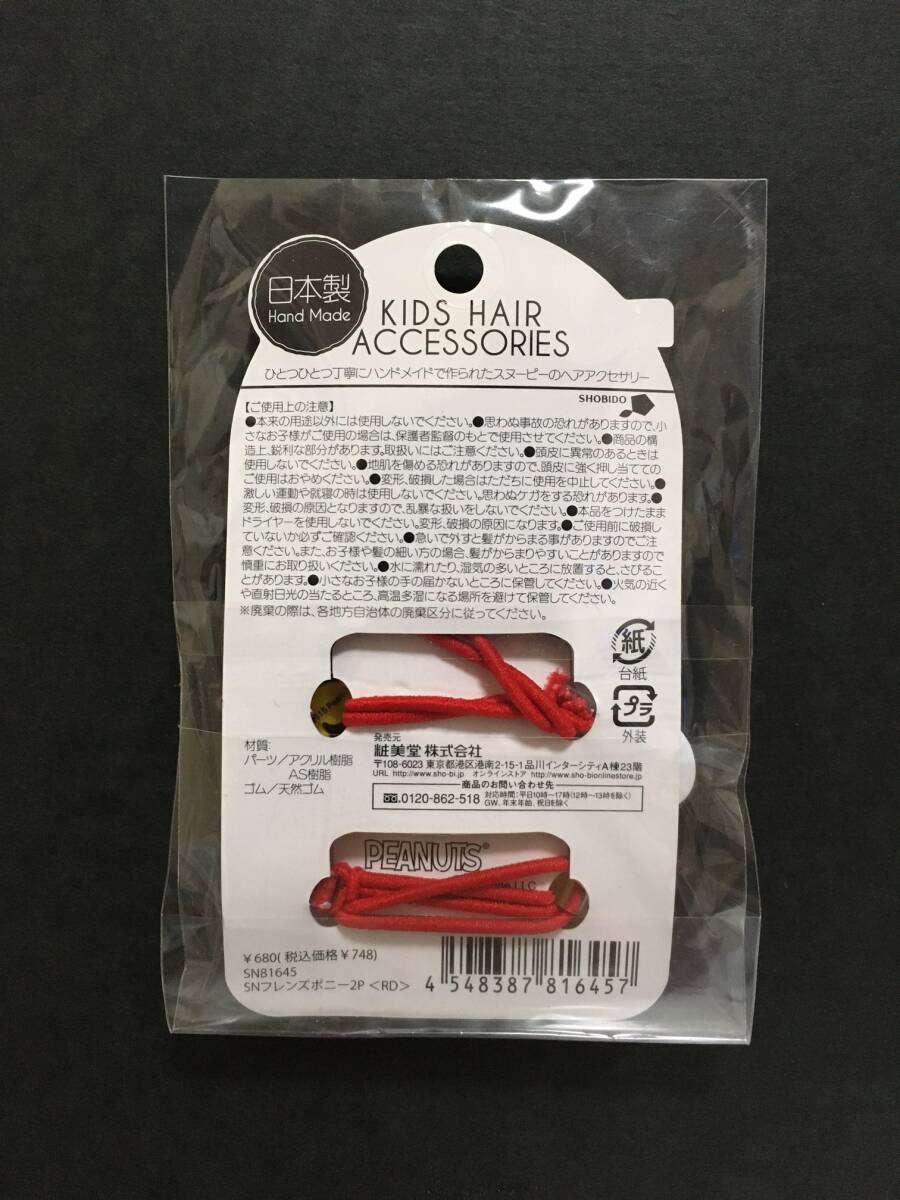 日本製
Hand Made
KIDS HAIR
ACCESSORIES
ひとつひとつ丁寧にハンドメイドで作られたスヌーピーのヘアアクセサリー
SHOBIDO
【ご使用上の注意】
●本来の用途以外には使用しないでください。●思わぬ事故の恐れがありますので、小
さなお子様がご使用の場合は、保護者監督のもとで使用させてください。●商品の構
造上、鋭利な部分があります。取扱いにはご注意ください。●頭皮に異常のあるときは
使用しないでください。●地肌を傷める恐れがありますので、頭皮に強く押し当てての
ご使用はおやめください。●変形、破損した場合はただちに使用を中止してください。●
激しい運動や就寝の時は使用しないでください。思わぬケガをする恐れがあります。●
変形、破損の原因となりますので、乱暴な扱いをしないでください。●本品をつけたまま
ドライヤーを使用しないでください。変形、破損の原因になります。●ご使用前に破損し
ていないか必ずご確認ください。●急いで外すと髪がからまる事がありますのでご注
意ください。また、お子様や髪の細い方の場合、髪がからまりやすいことがありますので
慎重にお取り扱いください。●水に濡れたり、湿気の多いところに放置すると、さびるこ
とがあります。●小さなお子様の手の届かないところに保管してください。●火気の近く
や直射日光の当たるところ、高温多湿になる場所を避けて保管してください。
※廃棄の際は、各地方自治体の廃棄区分に従ってください。
紙
台紙
プラ
外装
2015 Pea
材質:
パーツ/アクリル樹脂
AS樹脂
ゴム/天然ゴム
発売元
粧美堂 株式会社
〒108-6023 東京都港区港南2-15-1品川インターシティA棟23階
URL http://www.sho-bi.jp オンラインストア http://www.sho-bionlinestore.jp
商品のお問い合わせ先
0120-862-518 対応時間:平日10時〜17時(12時〜13時を除く)
GW、年末年始、祝日を除く
PEANUTS®
LLC
¥680(税込価格¥748)
SN81645
SNフレンズポニー2P <RD>
4 548387 816457